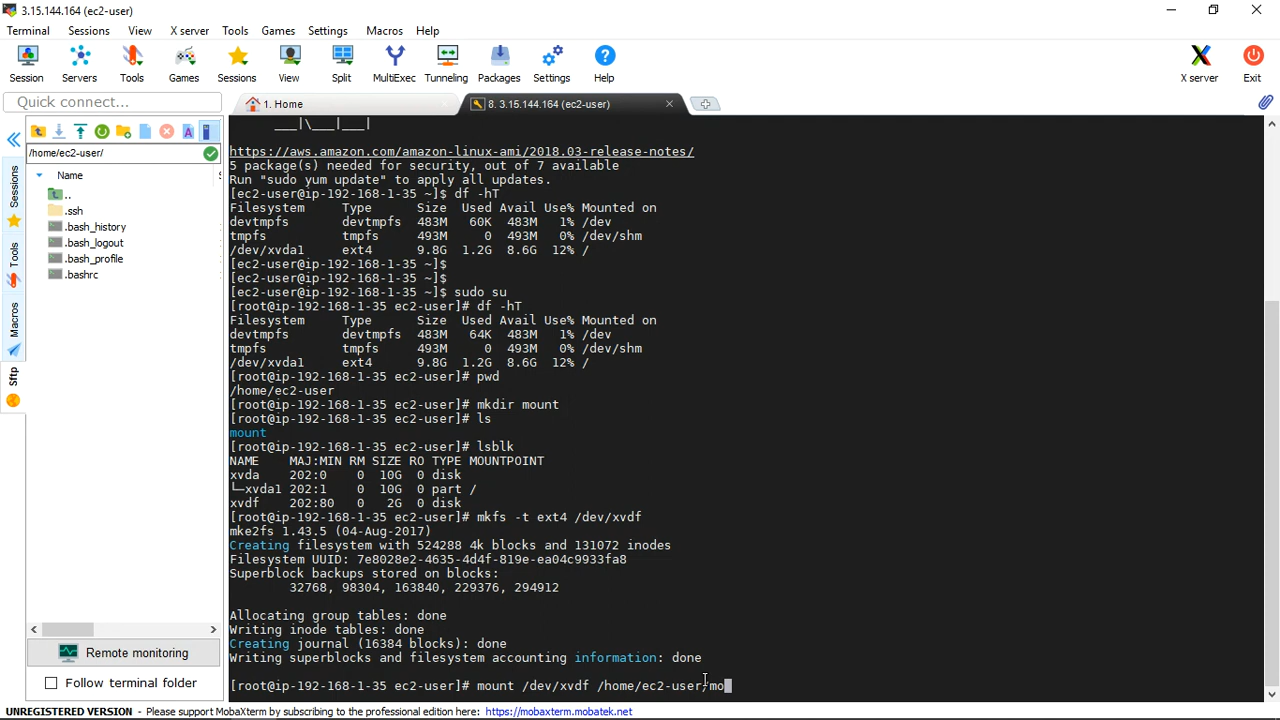 3.15.144.164 (ec2-user)
Terminal Sessions View X server Tools Games Settings Macros Help
Session Servers Tools Games Sessions View Split MultiExec Tunneling Packages Settings Help X server Exit
Quick connect...
1. Home
8. 3.15.144.164 (ec2-user)
/home/ec2-user/
Name
..
.ssh
.bash_history
.bash_logout
.bash_profile
.bashrc
Sessions
Tools
Macros
Sftp
Remote monitoring
Follow terminal folder
___|\___|___|
https://aws.amazon.com/amazon-linux-ami/2018.03-release-notes/
5 package(s) needed for security, out of 7 available
Run "sudo yum update" to apply all updates.
[ec2-user@ip-192-168-1-35 ~]$ df -hT
Filesystem     Type      Size  Used Avail Use% Mounted on
devtmpfs       devtmpfs  483M   60K  483M   1% /dev
tmpfs          tmpfs     493M     0  493M   0% /dev/shm
/dev/xvda1     ext4      9.8G  1.2G  8.6G  12% /
[ec2-user@ip-192-168-1-35 ~]$
[ec2-user@ip-192-168-1-35 ~]$
[ec2-user@ip-192-168-1-35 ~]$ sudo su
[root@ip-192-168-1-35 ec2-user]# df -hT
Filesystem     Type      Size  Used Avail Use% Mounted on
devtmpfs       devtmpfs  483M   64K  483M   1% /dev
tmpfs          tmpfs     493M     0  493M   0% /dev/shm
/dev/xvda1     ext4      9.8G  1.2G  8.6G  12% /
[root@ip-192-168-1-35 ec2-user]# pwd
/home/ec2-user
[root@ip-192-168-1-35 ec2-user]# mkdir mount
[root@ip-192-168-1-35 ec2-user]# ls
mount
[root@ip-192-168-1-35 ec2-user]# lsblk
NAME    MAJ:MIN RM SIZE RO TYPE MOUNTPOINT
xvda    202:0    0  10G  0 disk
└─xvda1 202:1    0  10G  0 part /
xvdf    202:80   0   2G  0 disk
[root@ip-192-168-1-35 ec2-user]# mkfs -t ext4 /dev/xvdf
mke2fs 1.43.5 (04-Aug-2017)
Creating filesystem with 524288 4k blocks and 131072 inodes
Filesystem UUID: 7e8028e2-4635-4d4f-819e-ea04c9933fa8
Superblock backups stored on blocks:
32768, 98304, 163840, 229376, 294912
Allocating group tables: done
Writing inode tables: done
Creating journal (16384 blocks): done
Writing superblocks and filesystem accounting information: done
[root@ip-192-168-1-35 ec2-user]# mount /dev/xvdf /home/ec2-user/mo
UNREGISTERED VERSION - Please support MobaXterm by subscribing to the professional edition here: https://mobaxterm.mobatek.net